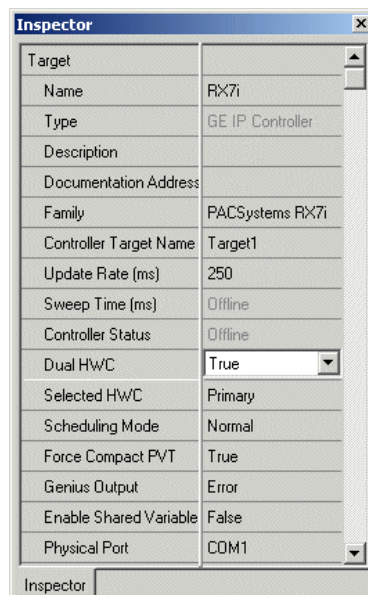 Inspector
Target
Name RX7i
Type GE IP Controller
Description
Documentation Address
Family PACSystems RX7i
Controller Target Name Target1
Update Rate (ms) 250
Sweep Time (ms) Offline
Controller Status Offline
Dual HWC True
Selected HWC Primary
Scheduling Mode Normal
Force Compact PVT True
Genius Output Error
Enable Shared Variable False
Physical Port COM1
Inspector